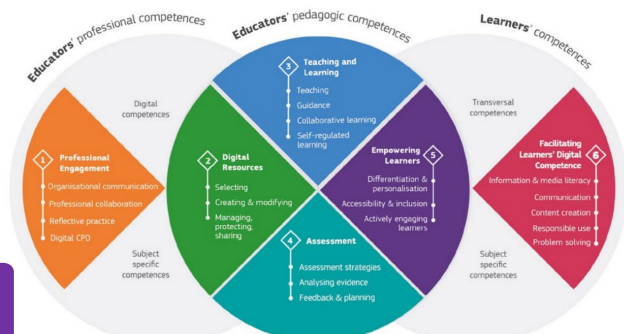 Educators' professional competences
Educators' pedagogic competences
Learners' competences
Digital
competences
Subject
specific
competences
1
Professional
Engagement
Organisational communication
Professional collaboration
Reflective practice
Digital CPD
2
Digital
Resources
Selecting
Creating & modifying
Managing,
protecting,
sharing
3
Teaching and
Learning
Teaching
Guidance
Collaborative learning
Self-regulated
learning
4
Assessment
Assessment strategies
Analysing evidence
Feedback & planning
5
Empowering
Learners
Differentiation &
personalisation
Accessibility & inclusion
Actively engaging
learners
Transversal
competences
Subject
specific
competences
6
Facilitating
Learners' Digital
Competence
Information & media literacy
Communication
Content creation
Responsible use
Problem solving